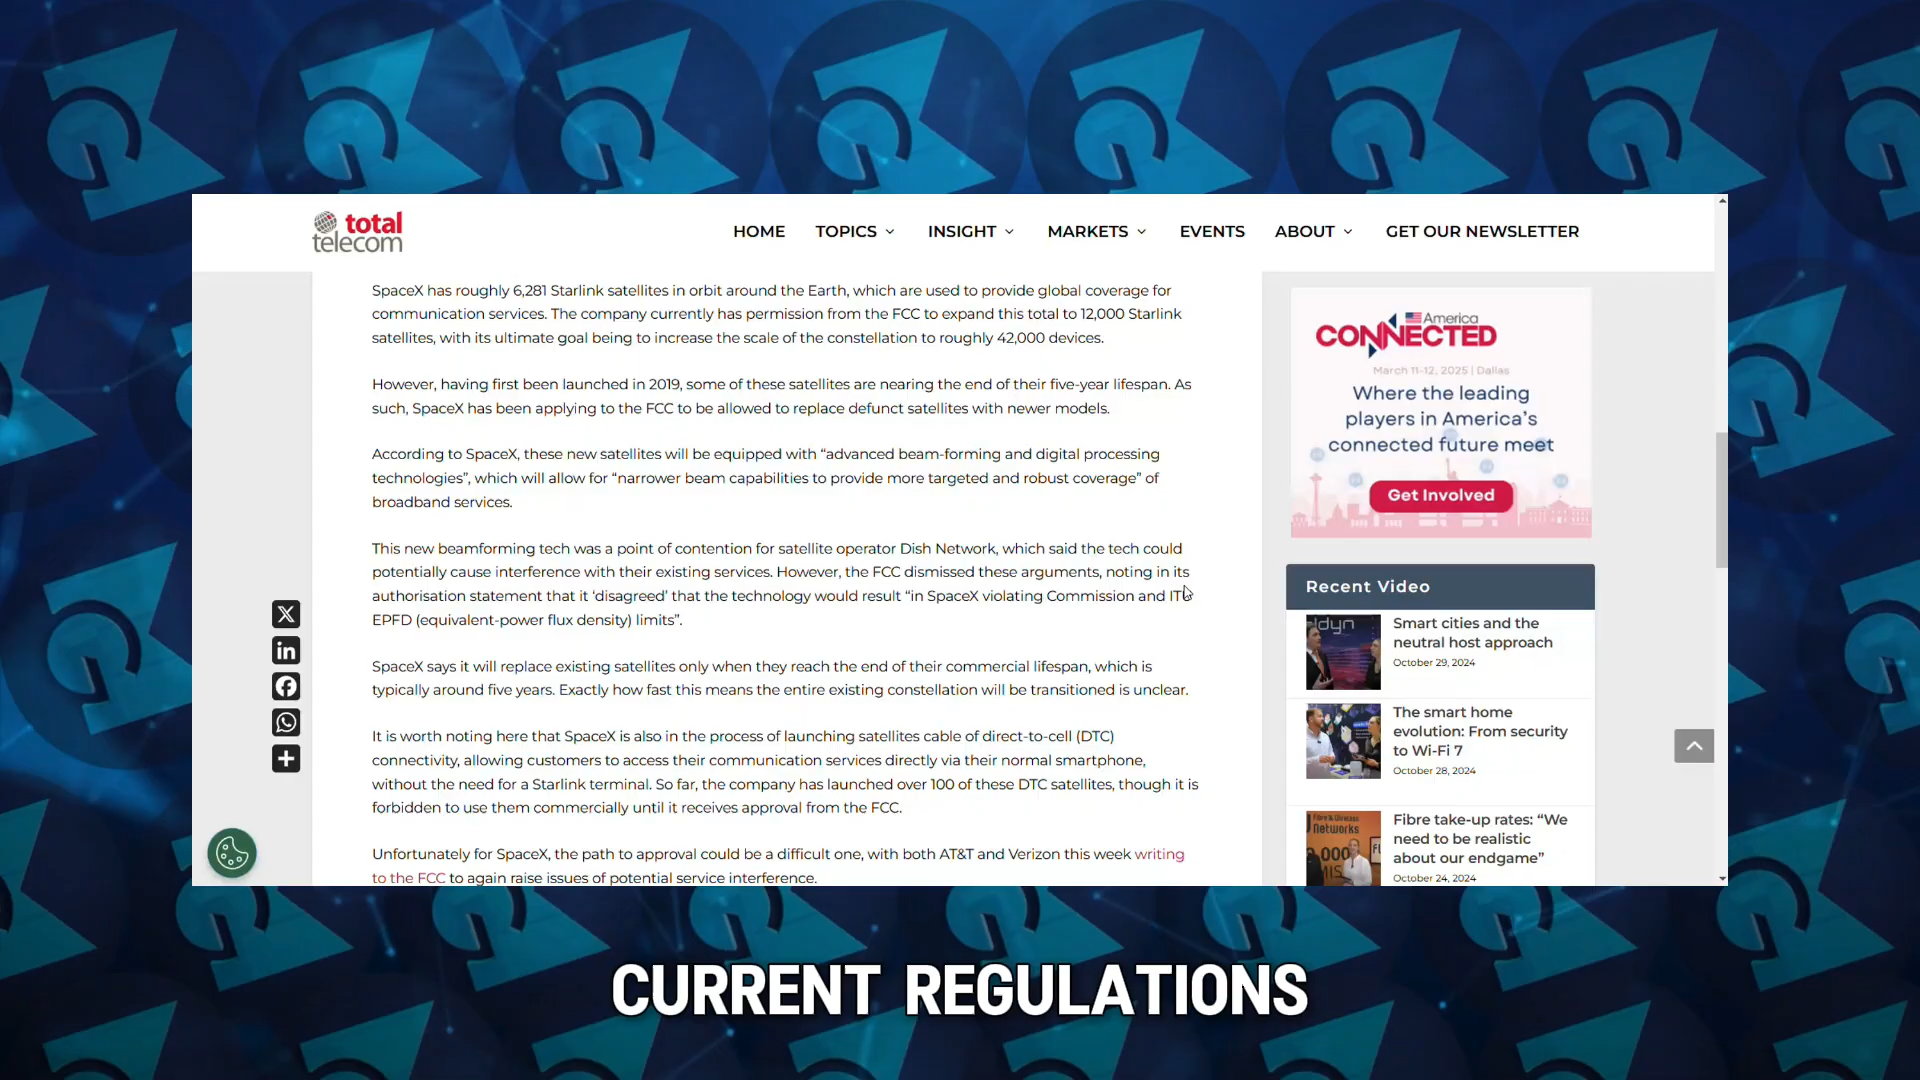 total
telecom
HOME
TOPICS
INSIGHT
MARKETS
EVENTS
ABOUT
GET OUR NEWSLETTER
SpaceX has roughly 6,281 Starlink satellites in orbit around the Earth, which are used to provide global coverage for
communication services. The company currently has permission from the FCC to expand this total to 12,000 Starlink
satellites, with its ultimate goal being to increase the scale of the constellation to roughly 42,000 devices.
However, having first been launched in 2019, some of these satellites are nearing the end of their five-year lifespan. As
such, SpaceX has been applying to the FCC to be allowed to replace defunct satellites with newer models.
According to SpaceX, these new satellites will be equipped with “advanced beam-forming and digital processing
technologies”, which will allow for “narrower beam capabilities to provide more targeted and robust coverage” of
broadband services.
This new beamforming tech was a point of contention for satellite operator Dish Network, which said the tech could
potentially cause interference with their existing services. However, the FCC dismissed these arguments, noting in its
authorisation statement that it ‘disagreed’ that the technology would result “in SpaceX violating Commission and ITU
EPFD (equivalent-power flux density) limits”.
SpaceX says it will replace existing satellites only when they reach the end of their commercial lifespan, which is
typically around five years. Exactly how fast this means the entire existing constellation will be transitioned is unclear.
It is worth noting here that SpaceX is also in the process of launching satellites cable of direct-to-cell (DTC)
connectivity, allowing customers to access their communication services directly via their normal smartphone,
without the need for a Starlink terminal. So far, the company has launched over 100 of these DTC satellites, though it is
forbidden to use them commercially until it receives approval from the FCC.
Unfortunately for SpaceX, the path to approval could be a difficult one, with both AT&T and Verizon this week writing
to the FCC to again raise issues of potential service interference.
America
CONNECTED
March 11-12, 2025 | Dallas
Where the leading
players in America’s
connected future meet
Get Involved
Recent Video
Smart cities and the
neutral host approach
October 29, 2024
The smart home
evolution: From security
to Wi-Fi 7
October 28, 2024
Fibre take-up rates: “We
need to be realistic
about our endgame”
October 24, 2024
CURRENT REGULATIONS